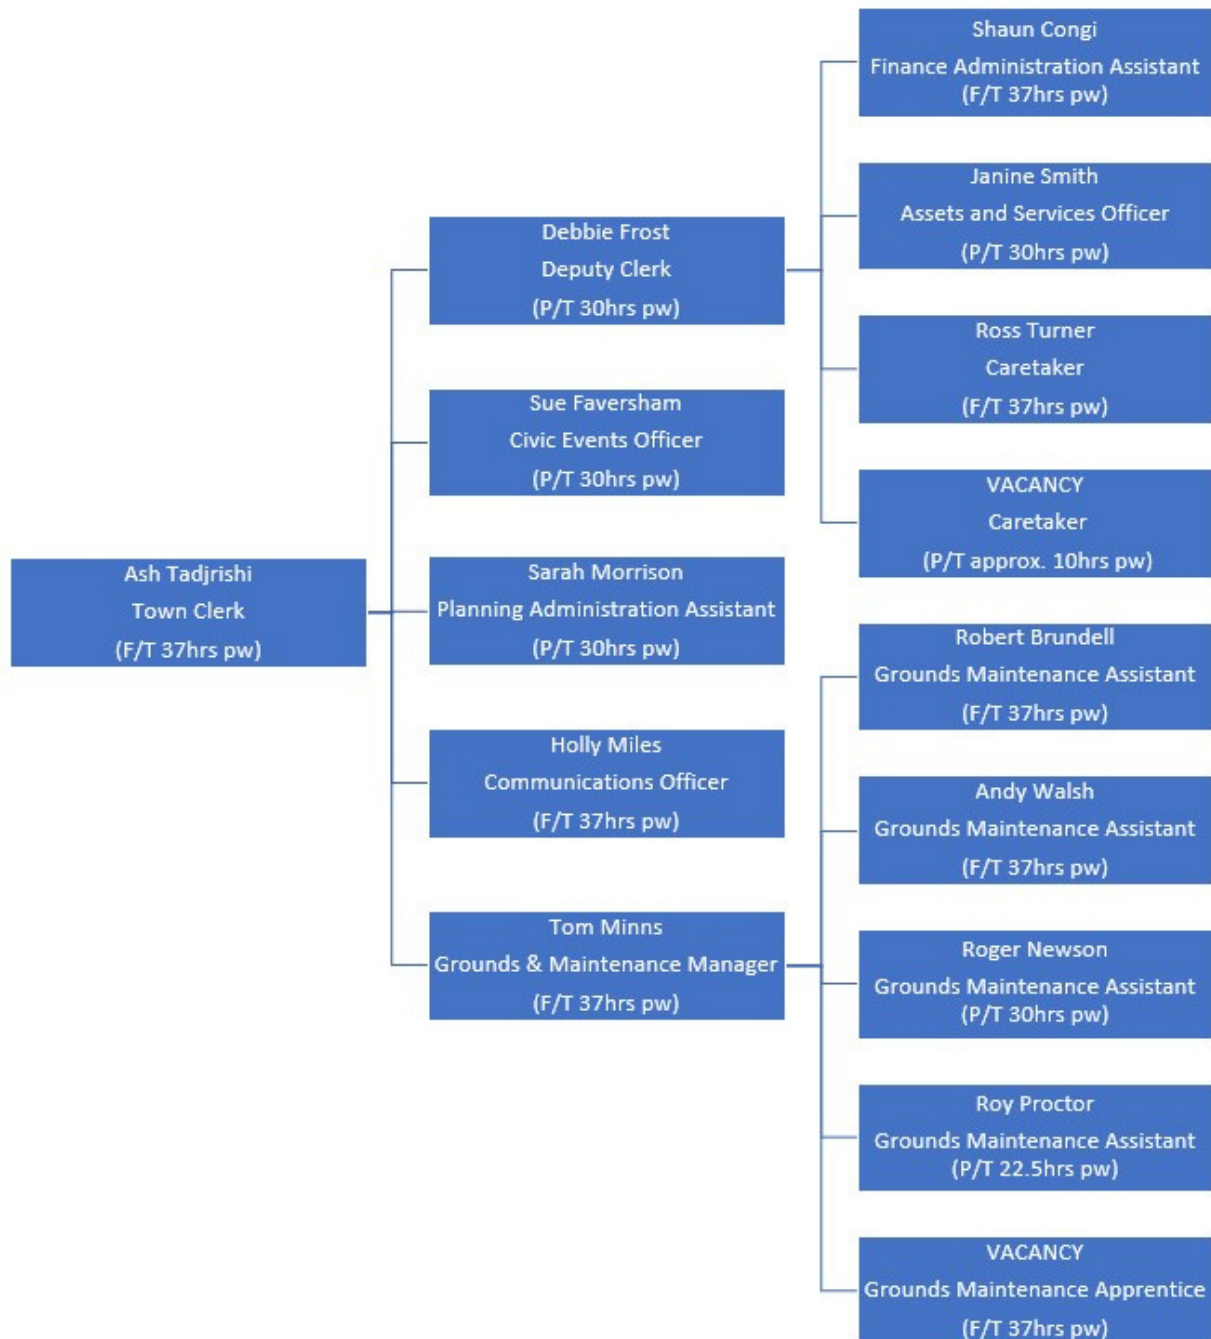 Ash Tadjrishi
Town Clerk
(F/T 37hrs pw)
Debbie Frost
Deputy Clerk
(P/T 30hrs pw)
Sue Faversham
Civic Events Officer
(P/T 30hrs pw)
Sarah Morrison
Planning Administration Assistant
(P/T 30hrs pw)
Holly Miles
Communications Officer
(F/T 37hrs pw)
Tom Minns
Grounds & Maintenance Manager
(F/T 37hrs pw)
Shaun Congi
Finance Administration Assistant
(F/T 37hrs pw)
Janine Smith
Assets and Services Officer
(P/T 30hrs pw)
Ross Turner
Caretaker
(F/T 37hrs pw)
VACANCY
Caretaker
(P/T approx. 10hrs pw)
Robert Brundell
Grounds Maintenance Assistant
(F/T 37hrs pw)
Andy Walsh
Grounds Maintenance Assistant
(F/T 37hrs pw)
Roger Newson
Grounds Maintenance Assistant
(P/T 30hrs pw)
Roy Proctor
Grounds Maintenance Assistant
(P/T 22.5hrs pw)
VACANCY
Grounds Maintenance Apprentice
(F/T 37hrs pw)